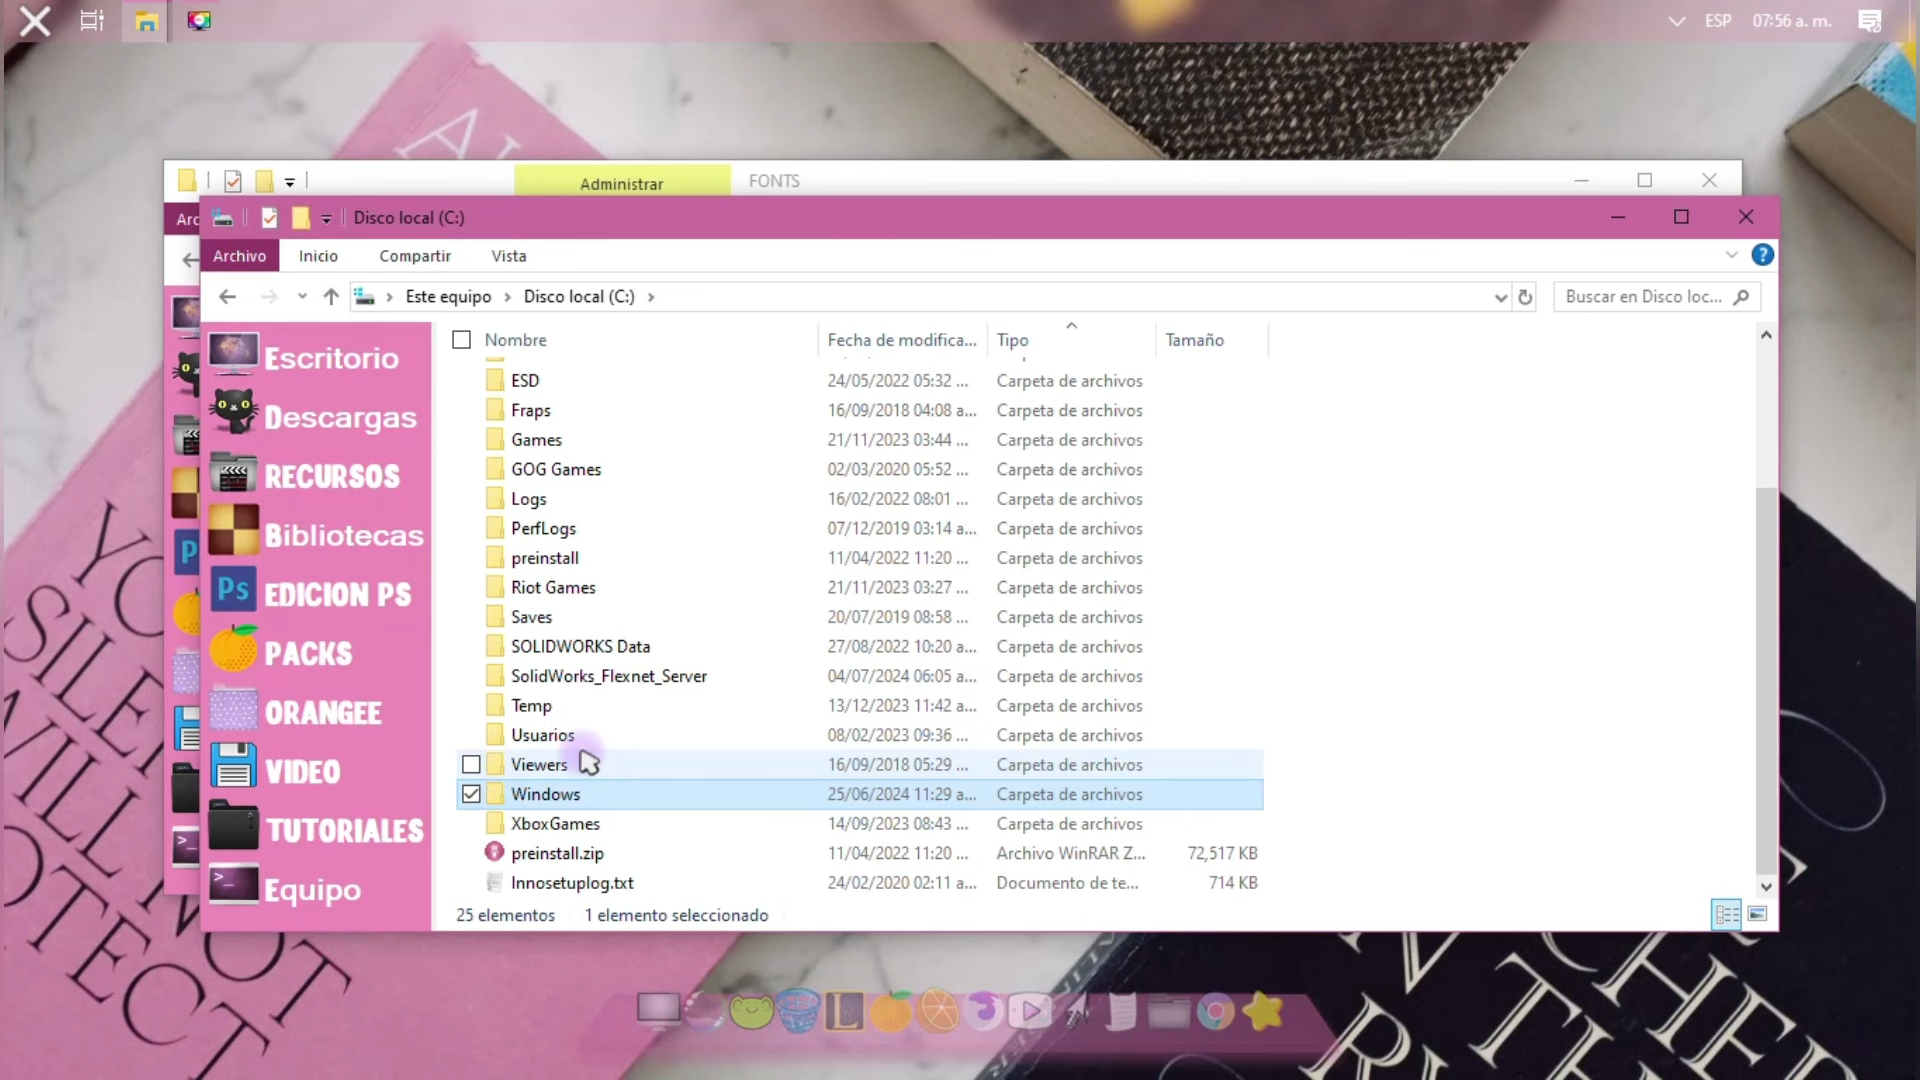 ESP 07:56 a. m.
Administrar FONTS
Disco local (C:)
Archivo Inicio Compartir Vista
Este equipo Disco local (C:)
Buscar en Disco loc...
Nombre Fecha de modifica... Tipo Tamaño
ESD 24/05/2022 05:32 ... Carpeta de archivos
Fraps 16/09/2018 04:08 a... Carpeta de archivos
Games 21/11/2023 03:44 ... Carpeta de archivos
GOG Games 02/03/2020 05:52 ... Carpeta de archivos
Logs 16/02/2022 08:01 ... Carpeta de archivos
PerfLogs 07/12/2019 03:14 a... Carpeta de archivos
preinstall 11/04/2022 11:20 ... Carpeta de archivos
Riot Games 21/11/2023 03:27 ... Carpeta de archivos
Saves 20/07/2019 08:58 ... Carpeta de archivos
SOLIDWORKS Data 27/08/2022 10:20 a... Carpeta de archivos
SolidWorks_Flexnet_Server 04/07/2024 06:05 a... Carpeta de archivos
Temp 13/12/2023 11:42 a... Carpeta de archivos
Usuarios 08/02/2023 09:36 ... Carpeta de archivos
Viewers 16/09/2018 05:29 ... Carpeta de archivos
Windows 25/06/2024 11:29 a... Carpeta de archivos
XboxGames 14/09/2023 08:43 ... Carpeta de archivos
preinstall.zip 11/04/2022 11:20 ... Archivo WinRAR Z... 72,517 KB
Innosetuplog.txt 24/02/2020 02:11 a... Documento de te... 714 KB
25 elementos 1 elemento seleccionado
Escritorio
Descargas
RECURSOS
Bibliotecas
Ps EDICION PS
PACKS
ORANGEE
VIDEO
TUTORIALES
Equipo